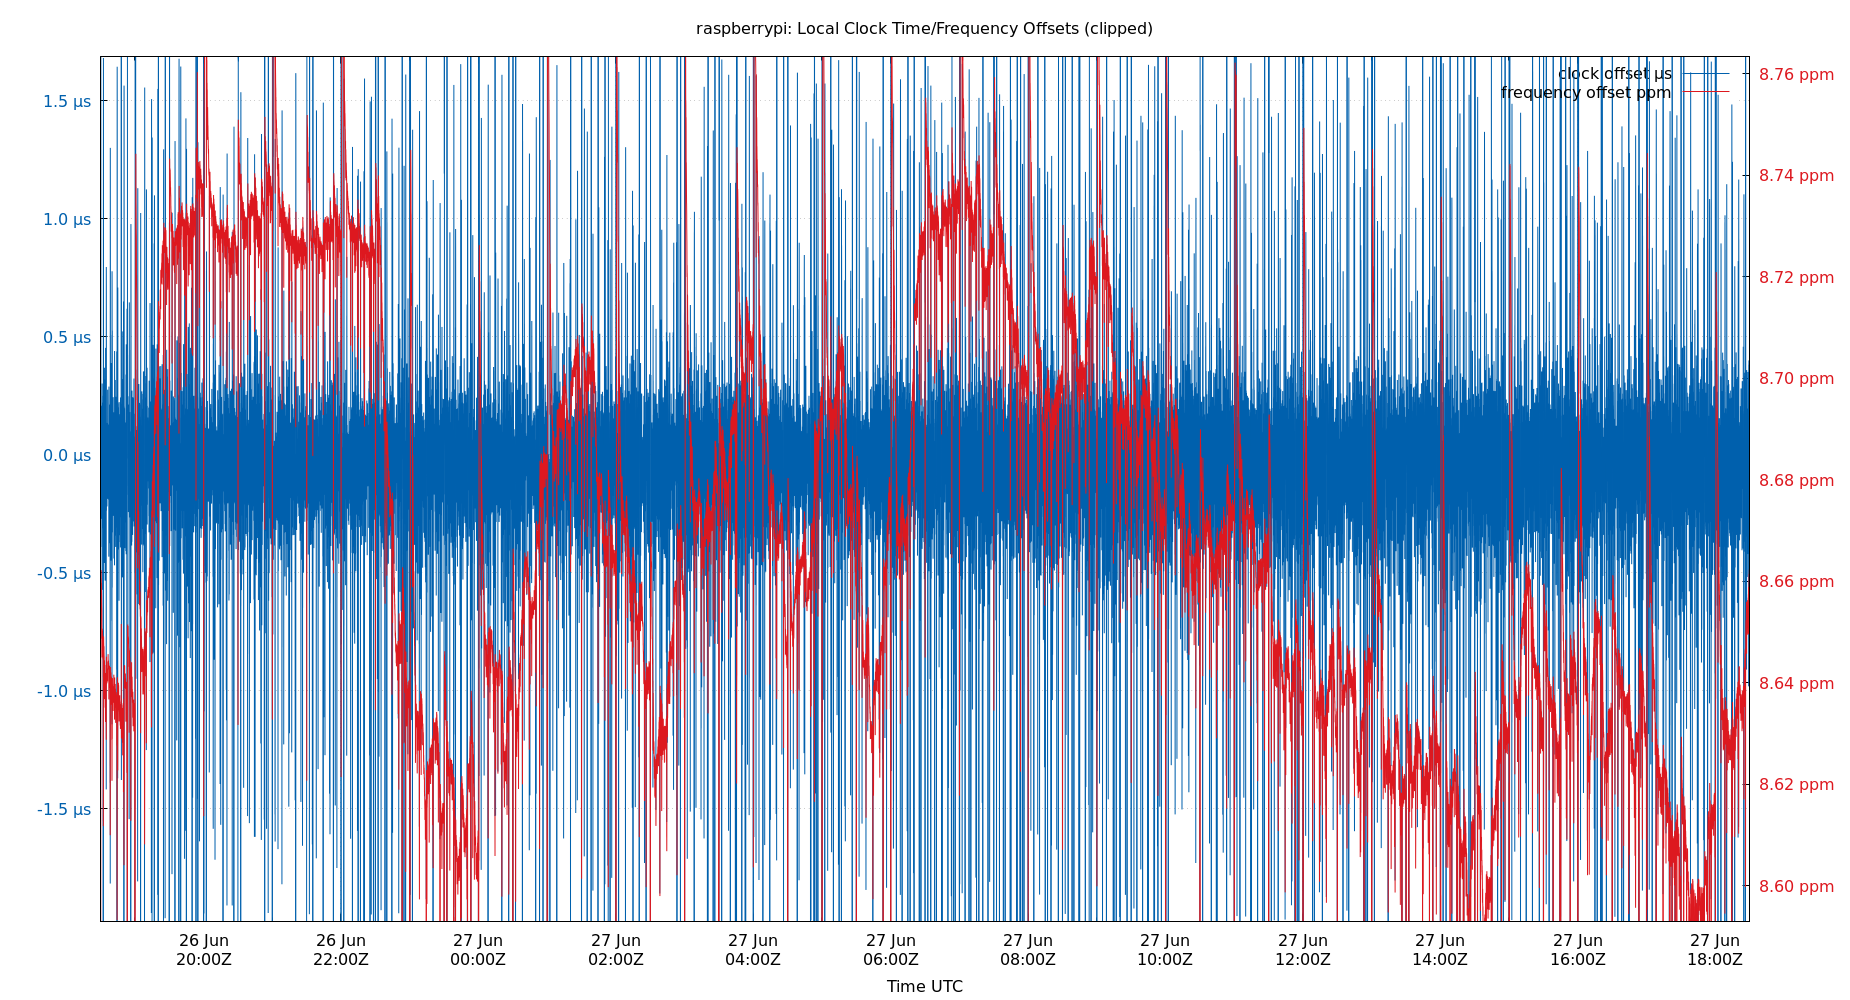 raspberrypi: Local Clock Time/Frequency Offsets (clipped)
clock offset µs
frequency offset ppm
1.5 µs
1.0 µs
0.5 µs
0.0 µs
-0.5 µs
-1.0 µs
-1.5 µs
8.76 ppm
8.74 ppm
8.72 ppm
8.70 ppm
8.68 ppm
8.66 ppm
8.64 ppm
8.62 ppm
8.60 ppm
26 Jun
20:00Z
26 Jun
22:00Z
27 Jun
00:00Z
27 Jun
02:00Z
27 Jun
04:00Z
27 Jun
06:00Z
27 Jun
08:00Z
27 Jun
10:00Z
27 Jun
12:00Z
27 Jun
14:00Z
27 Jun
16:00Z
27 Jun
18:00Z
Time UTC